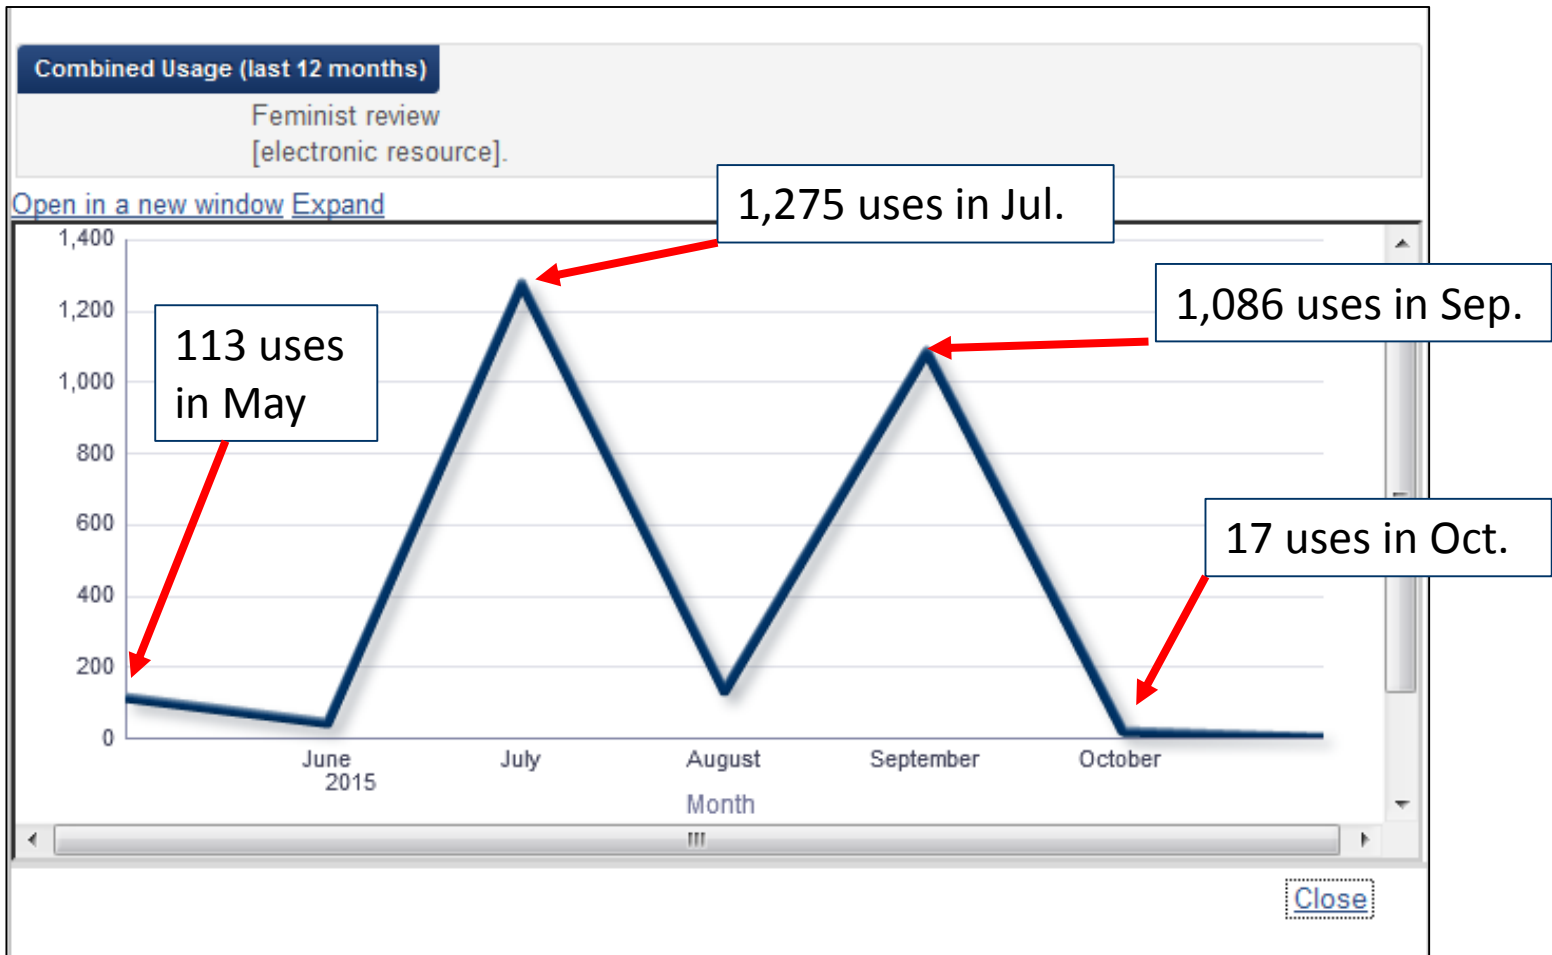 Combined Usage (last 12 months)
Feminist review
[electronic resource].
Open in a new window Expand
1,275 uses in Jul.
1,086 uses in Sep.
113 uses
in May
17 uses in Oct.
1,400
1,200
1,000
800
600
400
200
0
June
2015
July
August
September
October
Month
Close